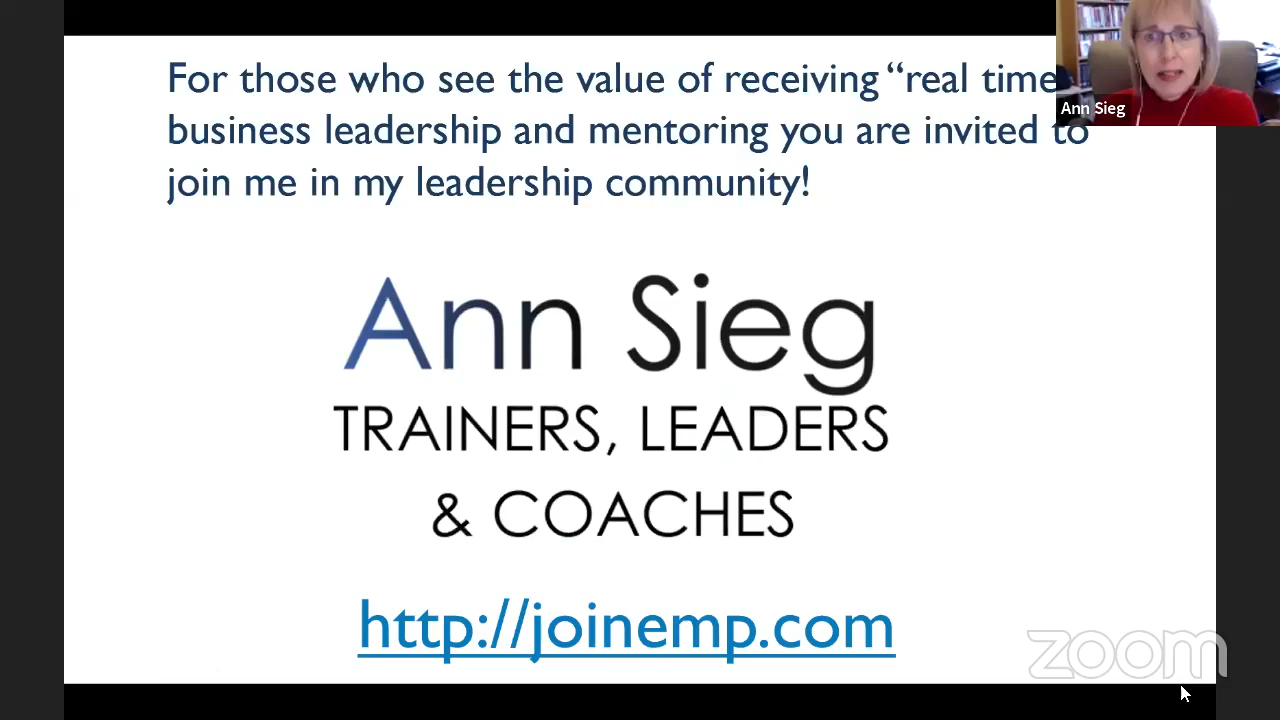 For those who see the value of receiving “real time
business leadership and mentoring you are invited to
join me in my leadership community!
Ann Sieg
Ann Sieg
TRAINERS, LEADERS
& COACHES
http://joinemp.com
zoom